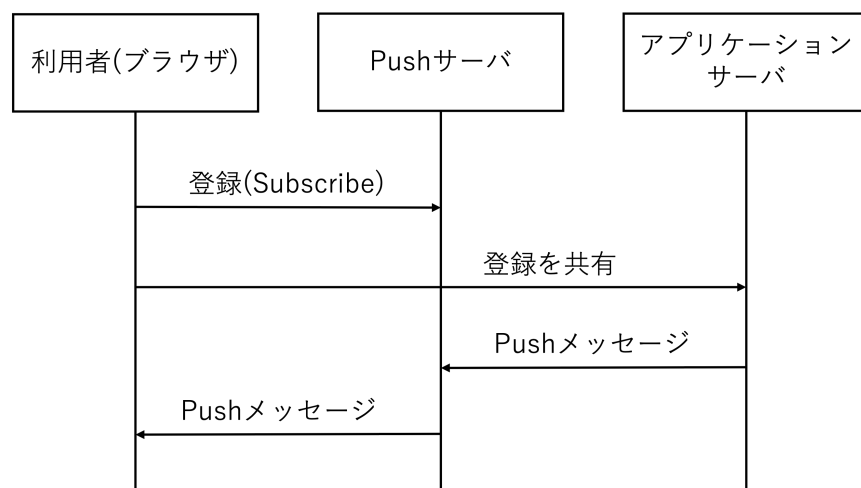 利用者(ブラウザ)
Pushサーバ
アプリケーション
サーバ
登録(Subscribe)
登録を共有
Pushメッセージ
Pushメッセージ